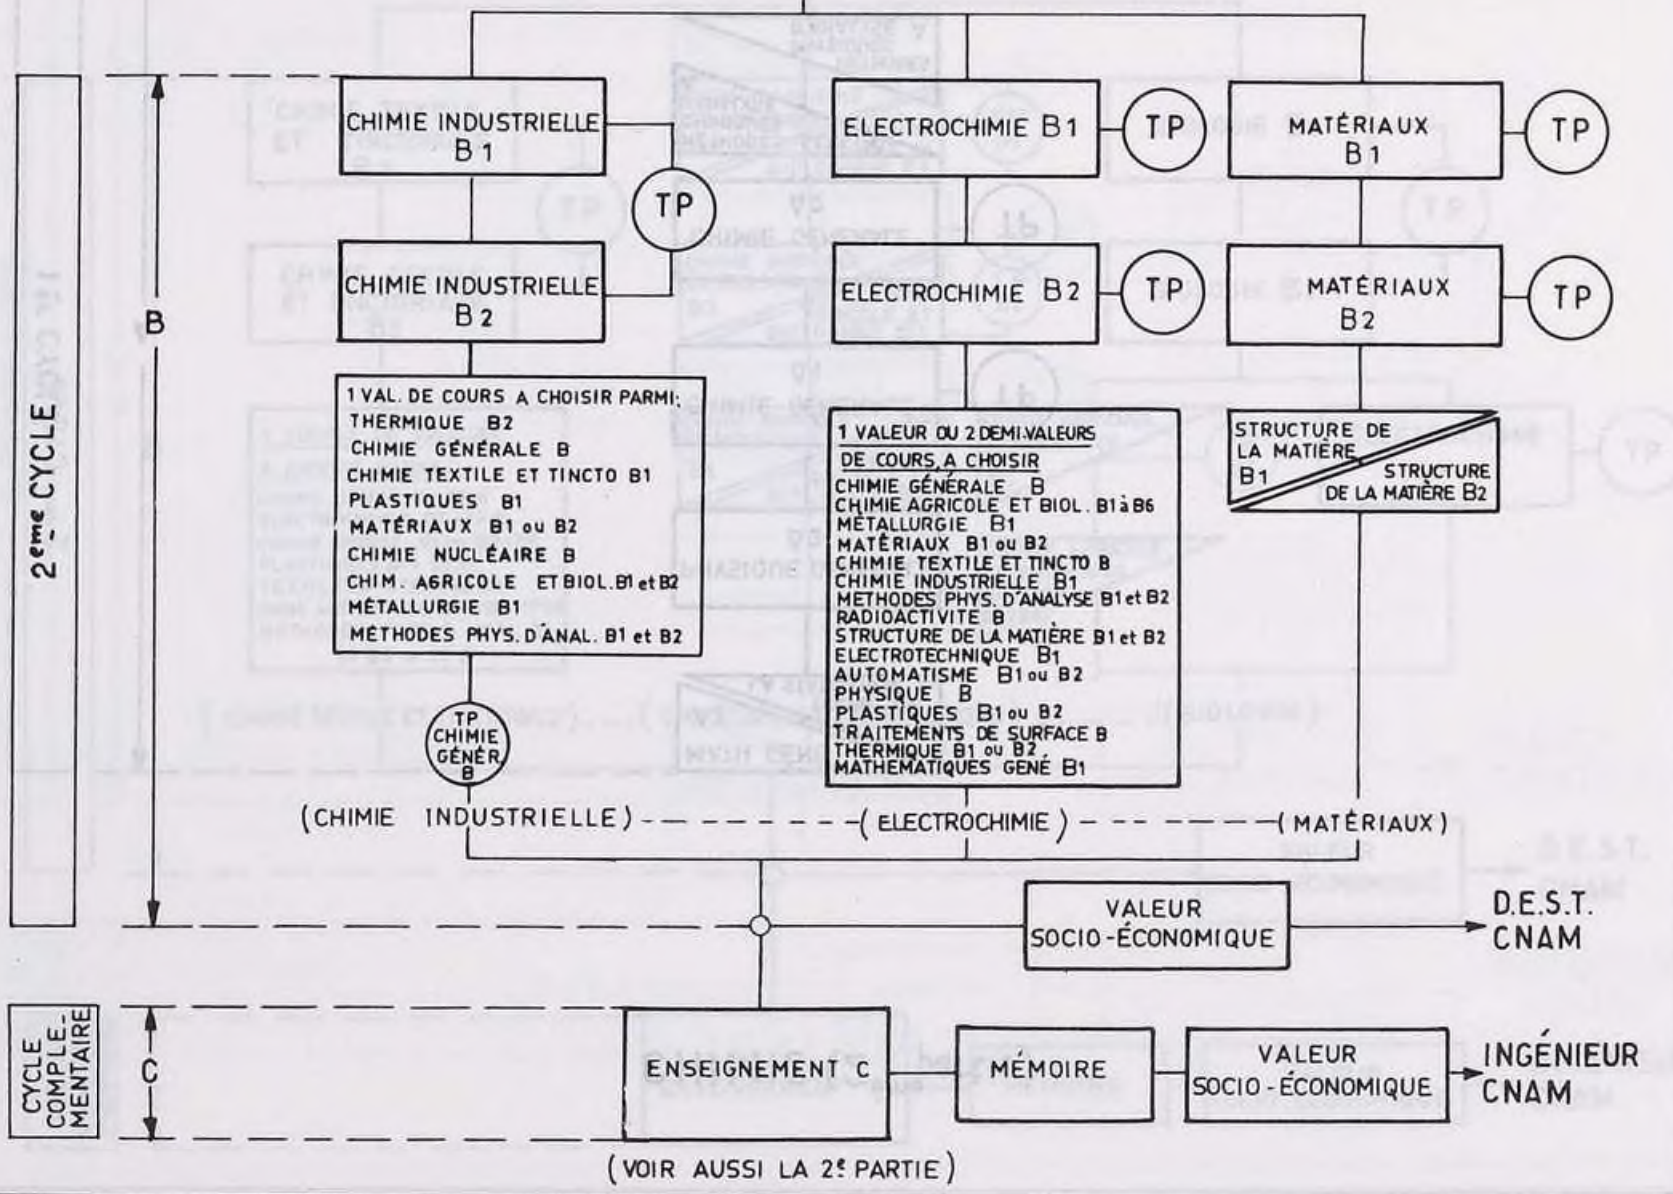 2eme CYCLE
B
CHIMIE INDUSTRIELLE
B1
TP
CHIMIE INDUSTRIELLE
B2
1 VAL. DE COURS A CHOISIR PARMI:
THERMIQUE B2
CHIMIE GÉNÉRALE B
CHIMIE TEXTILE ET TINCTO B1
PLASTIQUES B1
MATÉRIAUX B1 ou B2
CHIMIE NUCLÉAIRE B
CHIM. AGRICOLE ET BIOL. B1 et B2
MÉTALLURGIE B1
MÉTHODES PHYS. D'ANAL. B1 et B2
TP
CHIMIE
GÉNÉR.
B
ELECTROCHIMIE B1
TP
ELECTROCHIMIE B2
TP
1 VALEUR OU 2 DEMI-VALEURS
DE COURS, A CHOISIR
CHIMIE GÉNÉRALE B
CHIMIE AGRICOLE ET BIOL. B1 à B6
MÉTALLURGIE B1
MATÉRIAUX B1 ou B2
CHIMIE TEXTILE ET TINCTO B
CHIMIE INDUSTRIELLE B1
METHODES PHYS. D'ANALYSE B1 et B2
RADIOACTIVITE B
STRUCTURE DE LA MATIÈRE B1 et B2
ELECTROTECHNIQUE B1
AUTOMATISME B1 ou B2
PHYSIQUE B
PLASTIQUES B1 ou B2
TRAITEMENTS DE SURFACE B
THERMIQUE B1 ou B2.
MATHEMATIQUES GENÉ B1
MATÉRIAUX
B1
TP
MATÉRIAUX
B2
TP
STRUCTURE DE
LA MATIÈRE
B1
STRUCTURE
DE LA MATIÈRE B2
(CHIMIE INDUSTRIELLE) (ELECTROCHIMIE) (MATÉRIAUX)
VALEUR
SOCIO-ÉCONOMIQUE
D.E.S.T.
CNAM
CYCLE
COMPLE_
MENTAIRE
C
ENSEIGNEMENT C
MÉMOIRE
VALEUR
SOCIO-ÉCONOMIQUE
INGÉNIEUR
CNAM
(VOIR AUSSI LA 2e PARTIE)